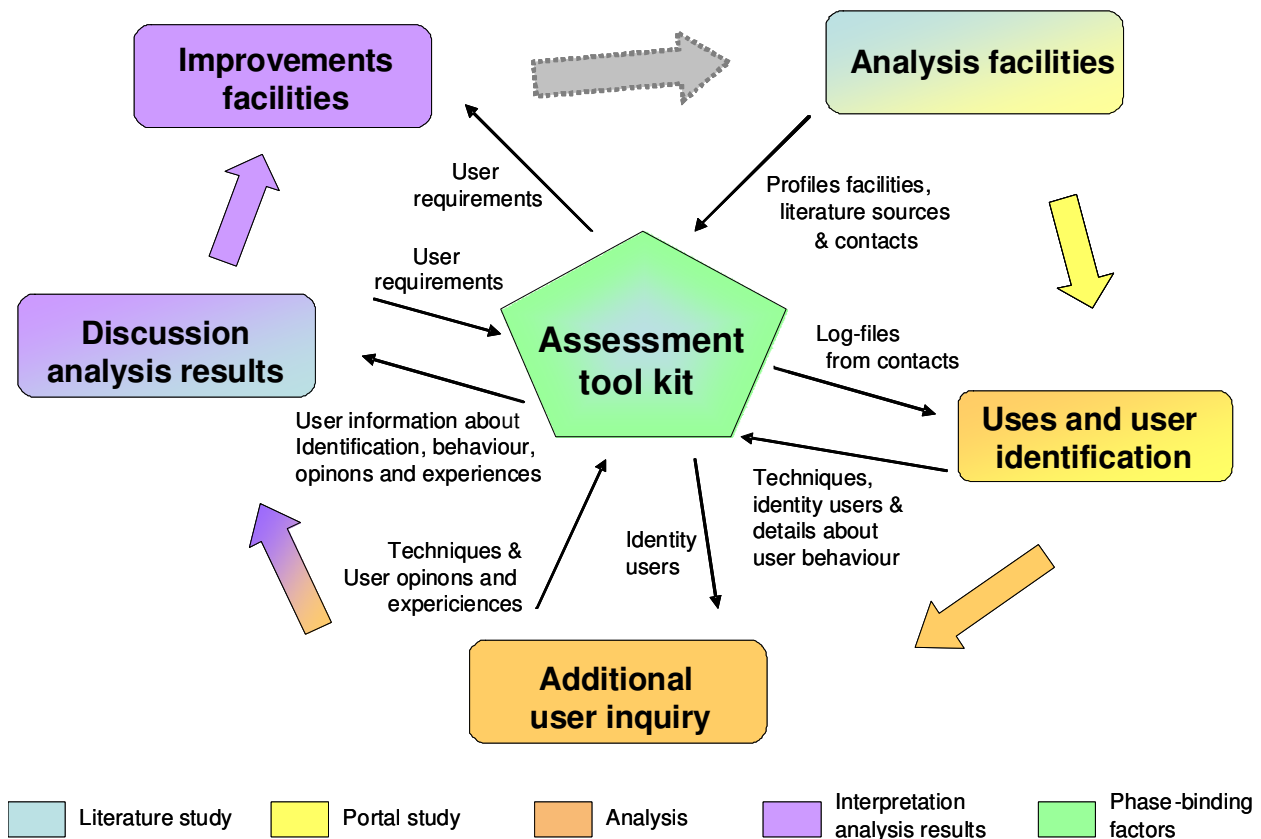 Improvements
facilities
Analysis facilities
User
requirements
Profiles facilities,
literature sources
& contacts
User
requirements
Discussion
analysis results
Assessment
tool kit
Log-files
from contacts
Uses and user
identification
User information about
Identification, behaviour,
opinons and experiences
Techniques,
identity users &
details about
user behaviour
Techniques &
User opinons and
expericiences
Identity
users
Additional
user inquiry
Literature study
Portal study
Analysis
Interpretation
analysis results
Phase-binding
factors